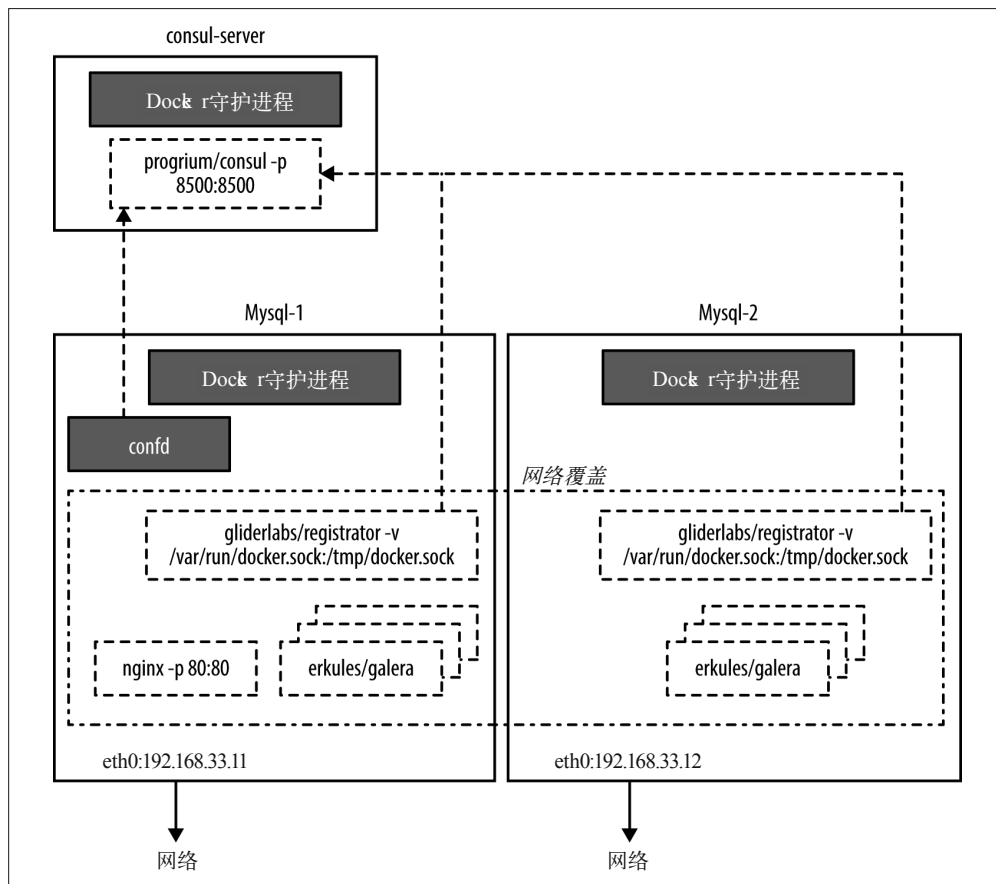 consul-server
Dock r守护进程
progrium/consul -p
8500:8500
Mysql-1
Mysql-2
Dock r守护进程
Dock r守护进程
confd
网络覆盖
gliderlabs/registrator -v
/var/run/docker.sock:/tmp/docker.sock
gliderlabs/registrator -v
/var/run/docker.sock:/tmp/docker.sock
nginx -p 80:80
erkules/galera
erkules/galera
eth0:192.168.33.11
eth0:192.168.33.12
网络
网络